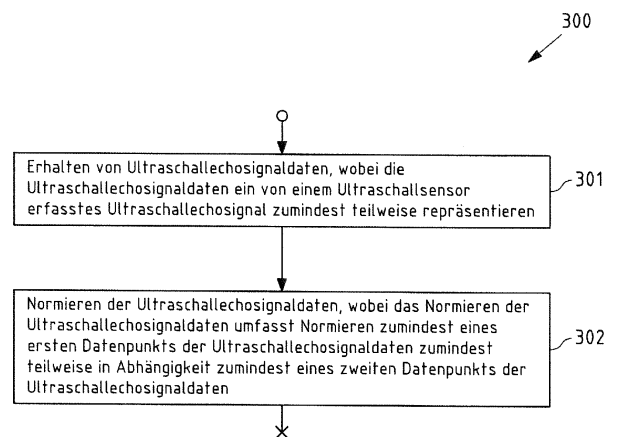 300
Erhalten von Ultraschallechosignaldaten, wobei die
Ultraschallechosignaldaten ein von einem Ultraschallsensor
erfasstes Ultraschallechosignal zumindest teilweise repräsentieren
301
Normieren der Ultraschallechosignaldaten, wobei das Normieren der
Ultraschallechosignaldaten umfasst Normieren zumindest eines
ersten Datenpunkts der Ultraschallechosignaldaten zumindest
teilweise in Abhängigkeit zumindest eines zweiten Datenpunkts der
Ultraschallechosignaldaten
302